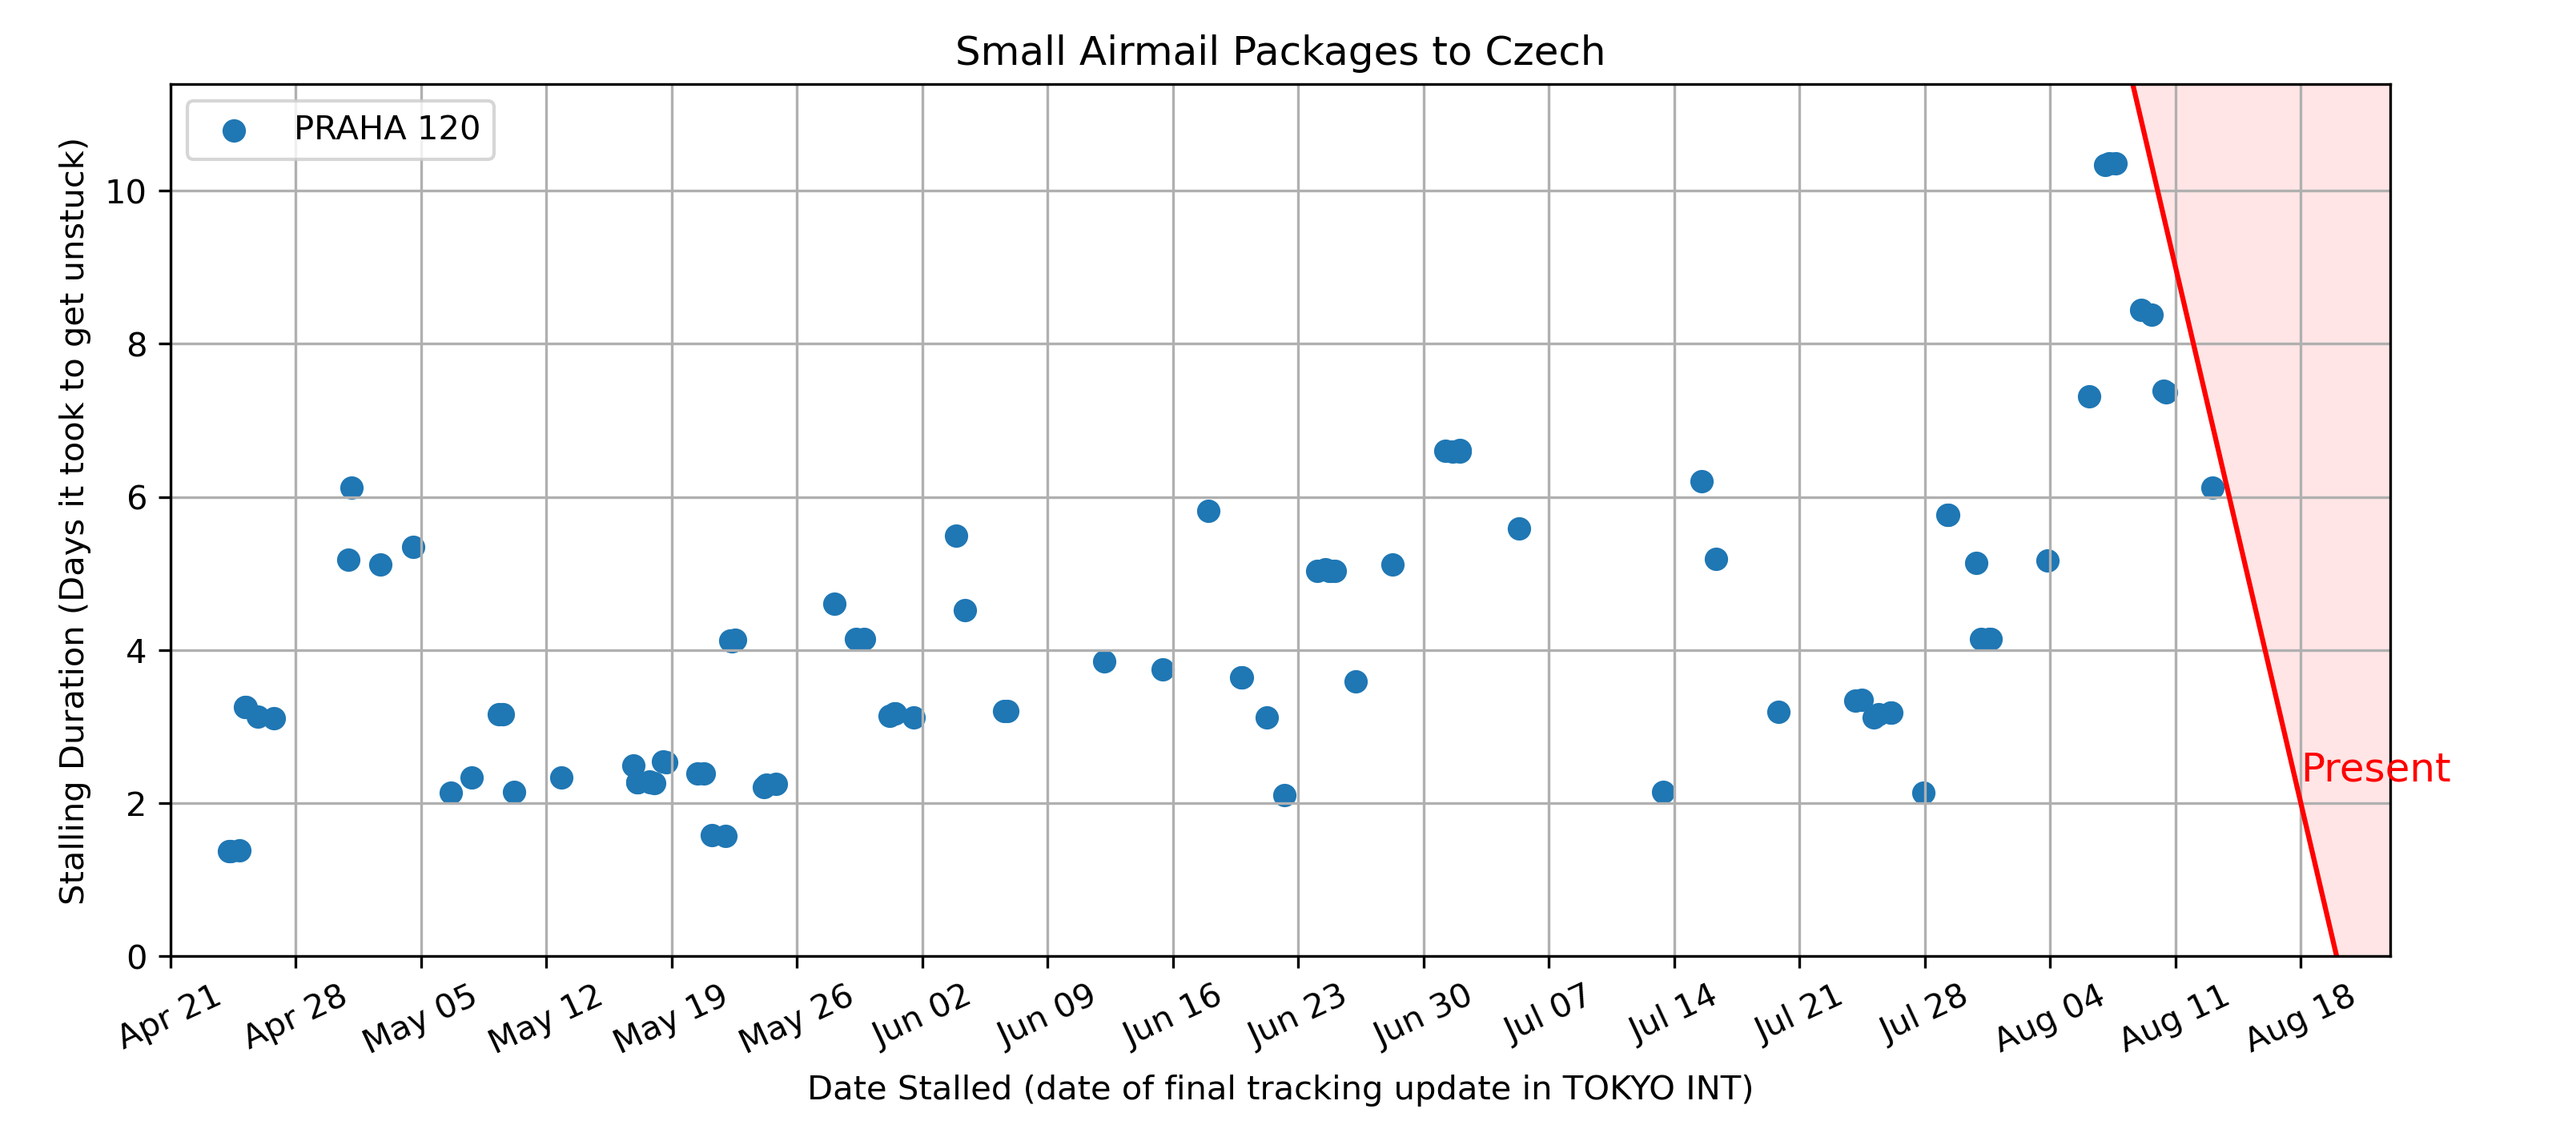 Small Airmail Packages to Czech
PRAHA 120
Stalling Duration (Days it took to get unstuck)
10
8
6
4
2
0
Present
Apr 21
Apr 28
May 05
May 12
May 19
May 26
Jun 02
Jun 09
Jun 16
Jun 23
Jun 30
Jul 07
Jul 14
Jul 21
Jul 28
Aug 04
Aug 11
Aug 18
Date Stalled (date of final tracking update in TOKYO INT)